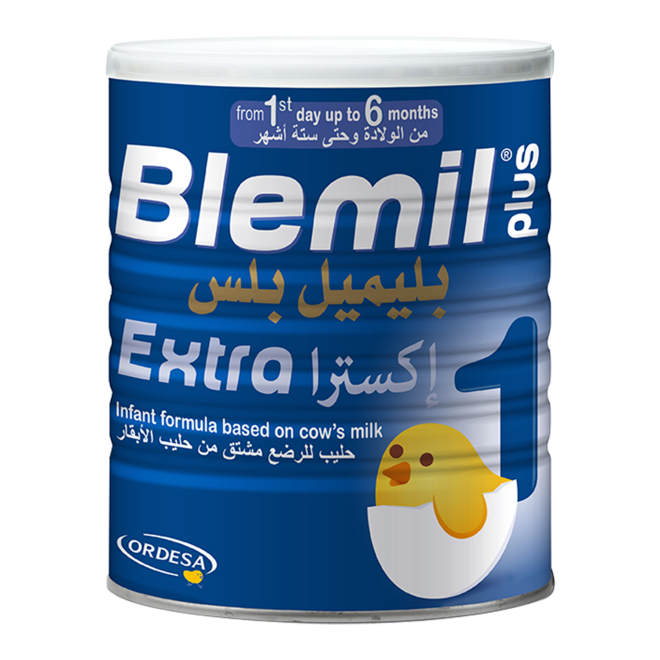 from 1st day up to 6 months
من الولادة وحتى ستة أشهر
Blemil® plus
بليميل بلس
Extra إكسترا 1
Infant formula based on cow's milk
حليب للرضع مشتق من حليب الأبقار
ORDESA